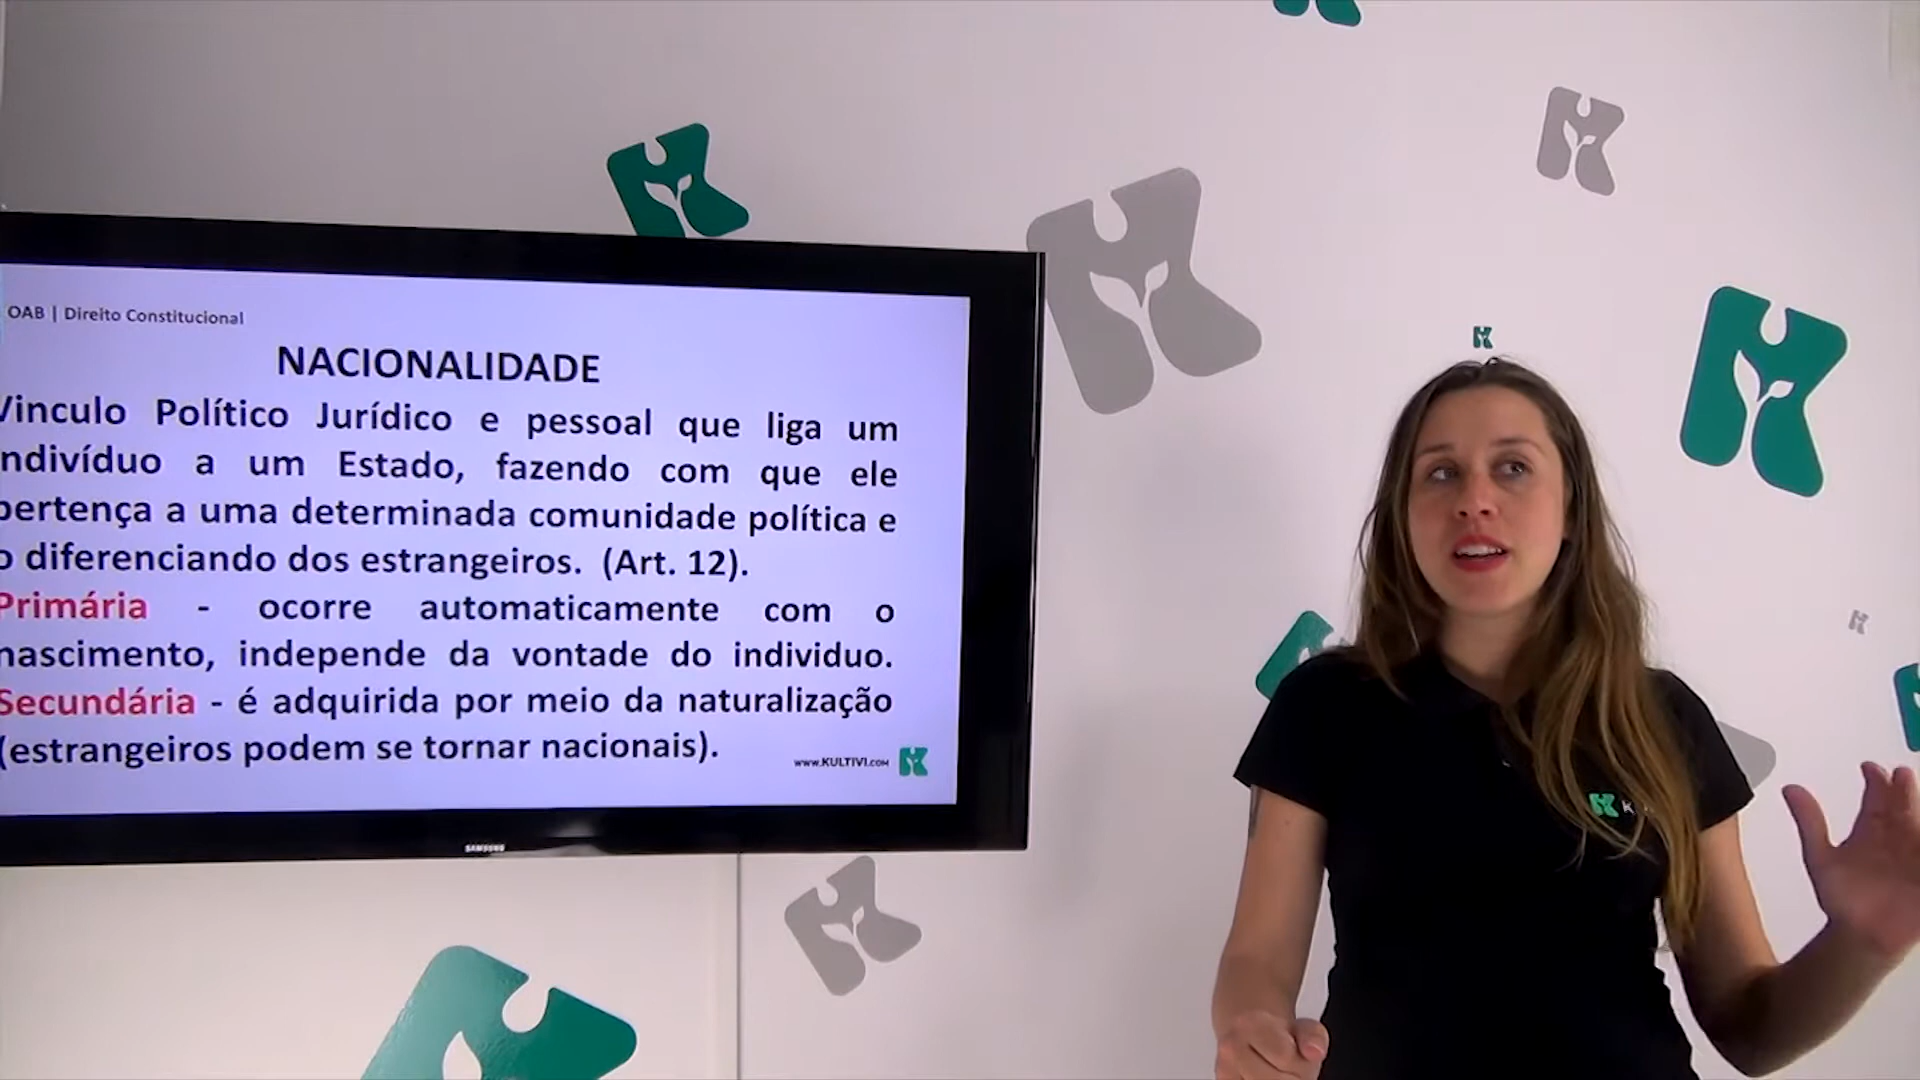 OAB | Direito Constitucional
NACIONALIDADE
Vinculo Político Jurídico e pessoal que liga um
indivíduo a um Estado, fazendo com que ele
pertença a uma determinada comunidade política e
o diferenciando dos estrangeiros. (Art. 12).
Primária - ocorre automaticamente com o
nascimento, independe da vontade do individuo.
Secundária - é adquirida por meio da naturalização
(estrangeiros podem se tornar nacionais).
www.KULTIVI.COM
SAMSUNG